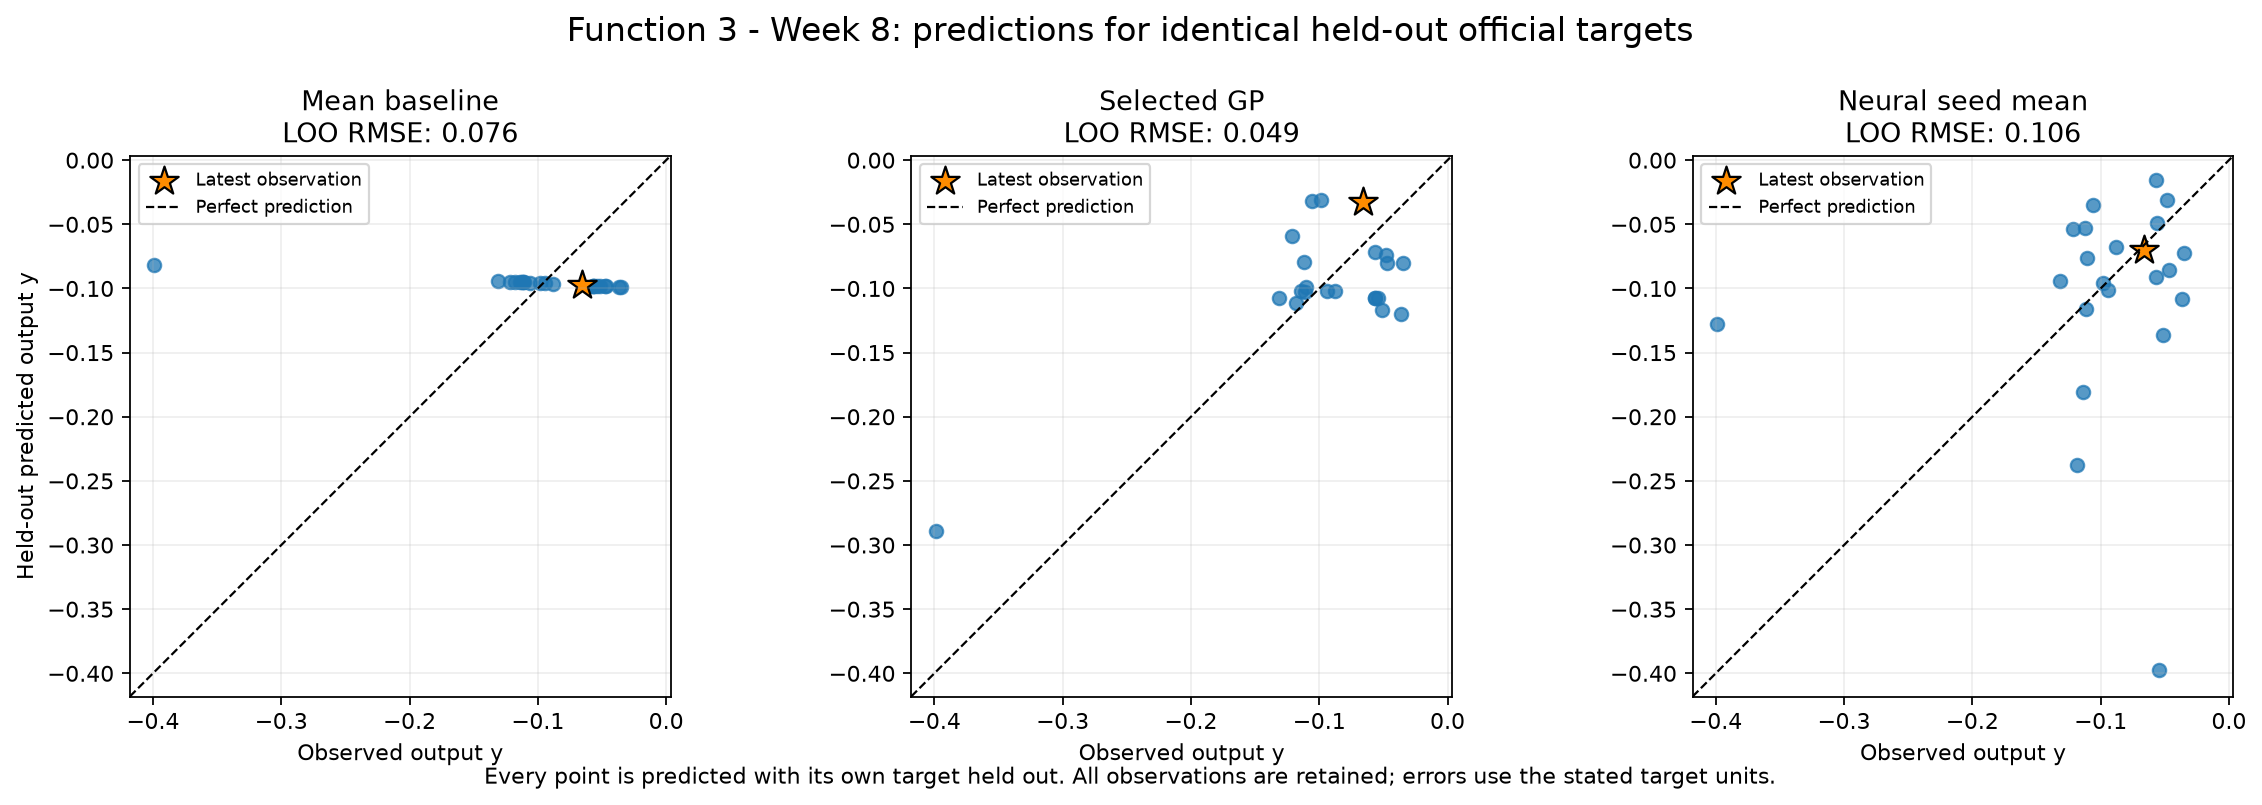 Function 3 - Week 8: predictions for identical held-out official targets
Mean baseline
LOO RMSE: 0.076
Latest observation
Perfect prediction
Held-out predicted output y
0.00
−0.05
−0.10
−0.15
−0.20
−0.25
−0.30
−0.35
−0.40
−0.4
−0.3
−0.2
−0.1
0.0
Observed output y
Selected GP
LOO RMSE: 0.049
Latest observation
Perfect prediction
0.00
−0.05
−0.10
−0.15
−0.20
−0.25
−0.30
−0.35
−0.40
−0.4
−0.3
−0.2
−0.1
0.0
Observed output y
Neural seed mean
LOO RMSE: 0.106
Latest observation
Perfect prediction
0.00
−0.05
−0.10
−0.15
−0.20
−0.25
−0.30
−0.35
−0.40
−0.4
−0.3
−0.2
−0.1
0.0
Observed output y
Every point is predicted with its own target held out. All observations are retained; errors use the stated target units.